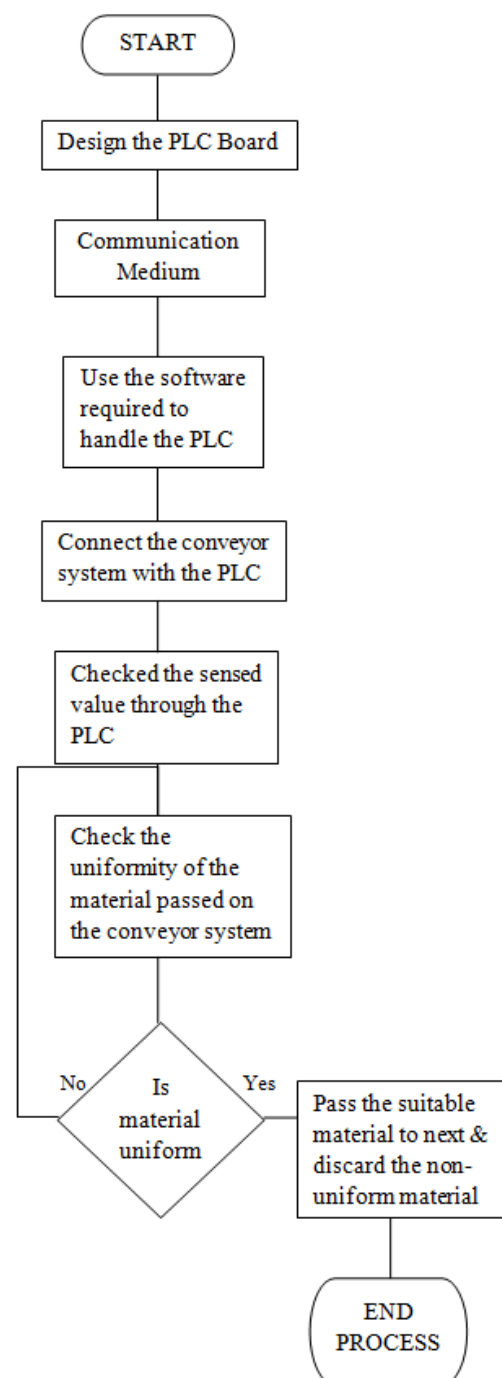 START
Design the PLC Board
Communication
Medium
Use the software
required to
handle the PLC
Connect the conveyor
system with the PLC
Checked the sensed
value through the
PLC
Check the
uniformity of the
material passed on
the conveyor system
No
Is
material
uniform
Yes
Pass the suitable
material to next &
discard the non-
uniform material
END
PROCESS